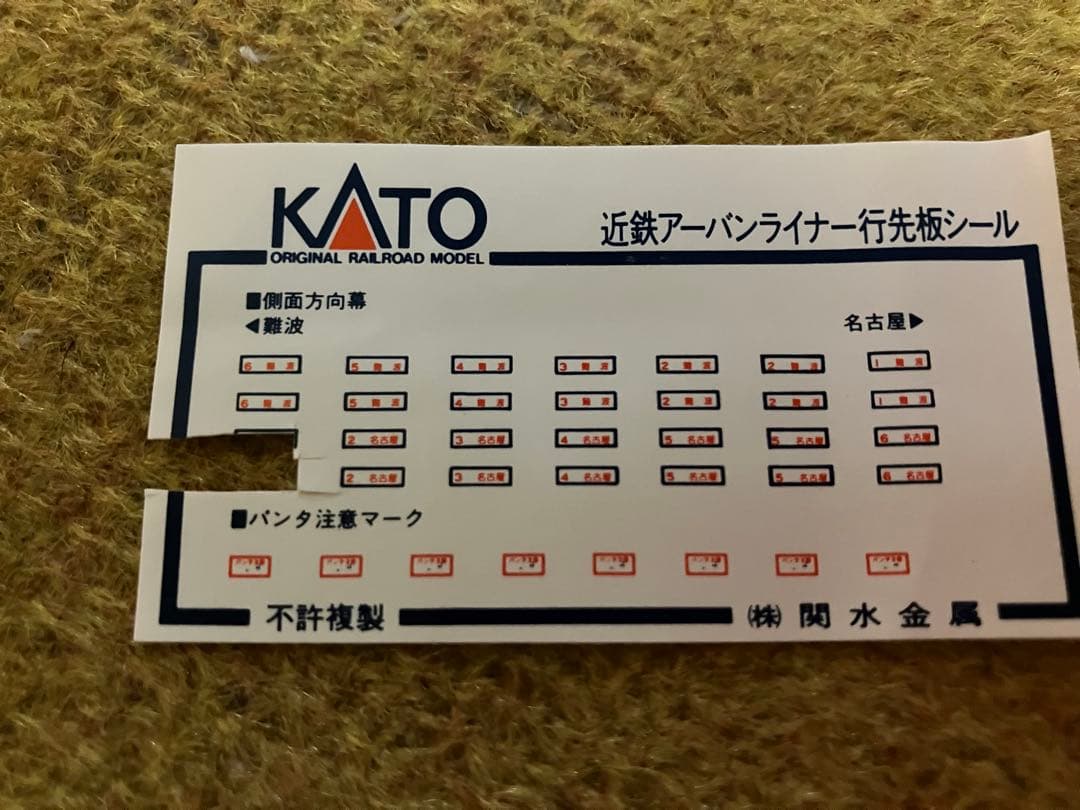 KATO
ORIGINAL RAILROAD MODEL
近鉄アーバンライナー行先板シール
■側面方向幕
◀難波 名古屋▶
6 難波 5 難波 4 難波 3 難波 2 難波 2 難波 1 難波
6 難波 5 難波 4 難波 3 難波 2 難波 2 難波 1 難波
2 名古屋 3 名古屋 4 名古屋 5 名古屋 5 名古屋 6 名古屋
2 名古屋 3 名古屋 4 名古屋 5 名古屋 5 名古屋 6 名古屋
■パンタ注意マーク
不許複製 ㈱関水金属